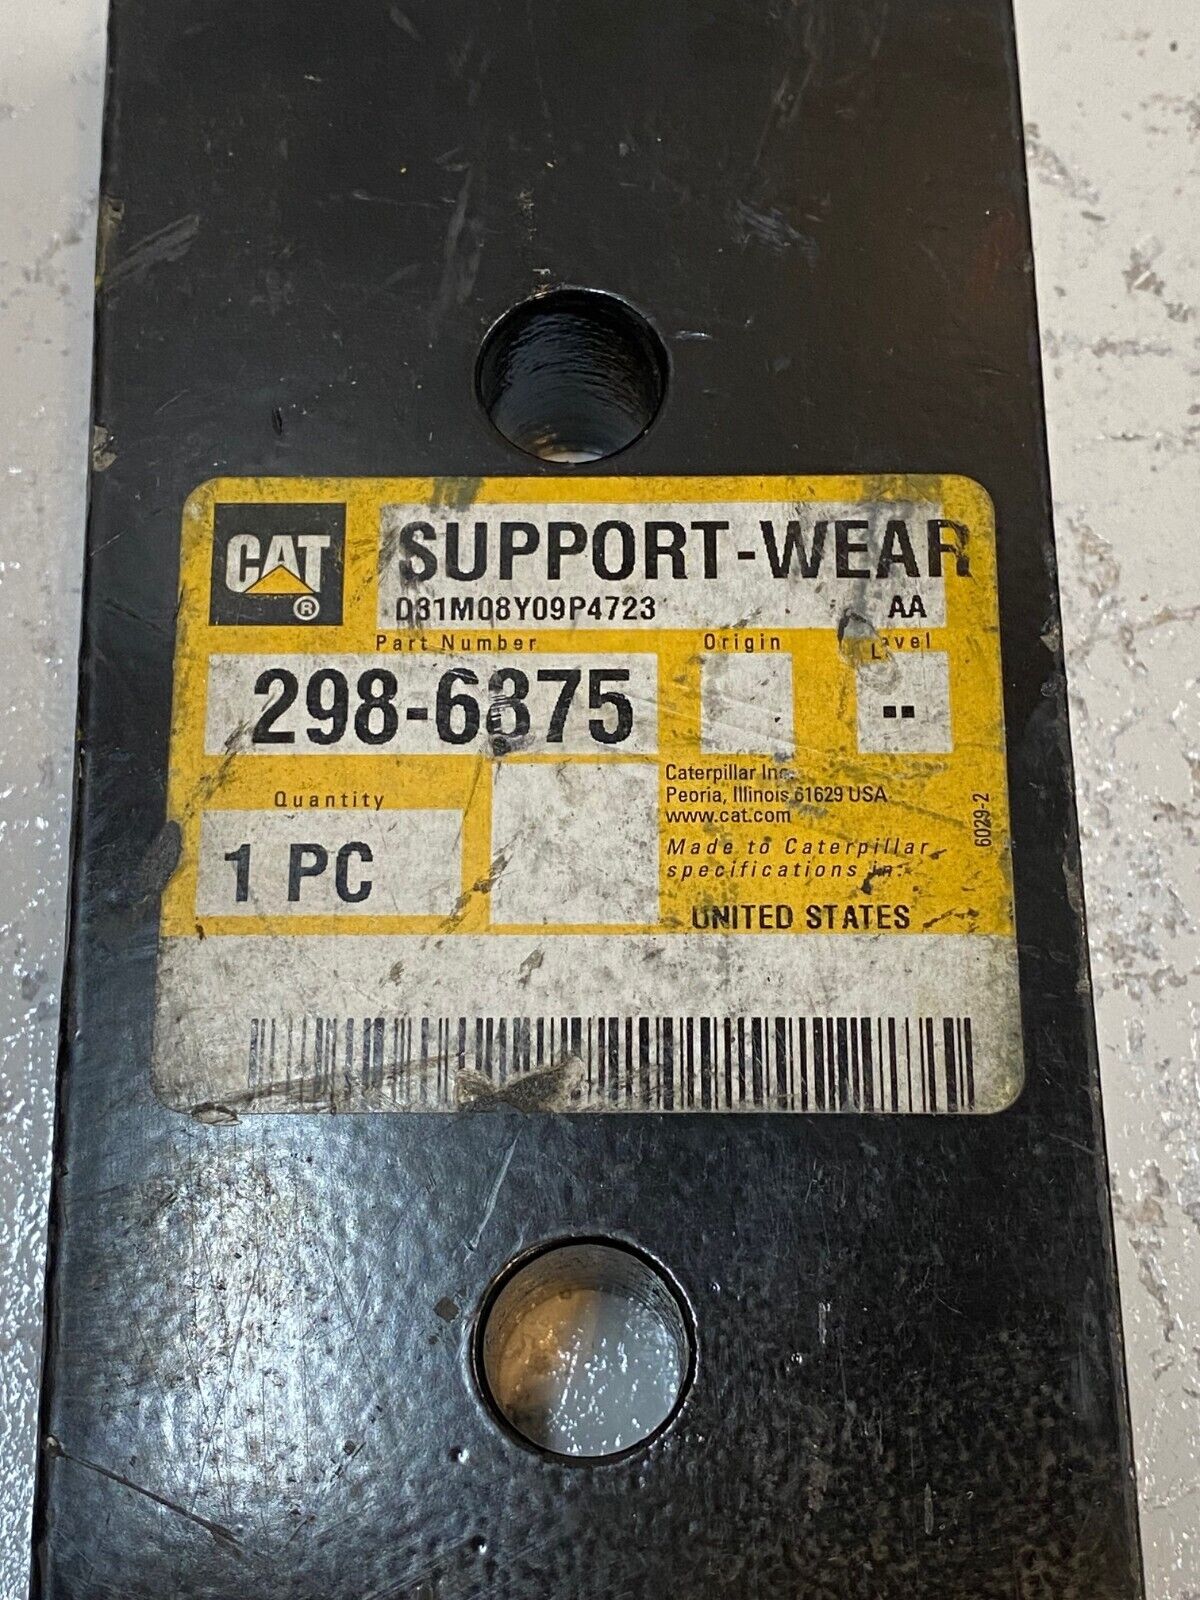 CAT
®
SUPPORT-WEAR
D31M08Y09P4723 AA
Part Number Origin Level
298-6875 --
Quantity
1 PC
Caterpillar Inc.
Peoria, Illinois 61629 USA
www.cat.com
Made to Caterpillar
specifications in:
UNITED STATES
6029-2